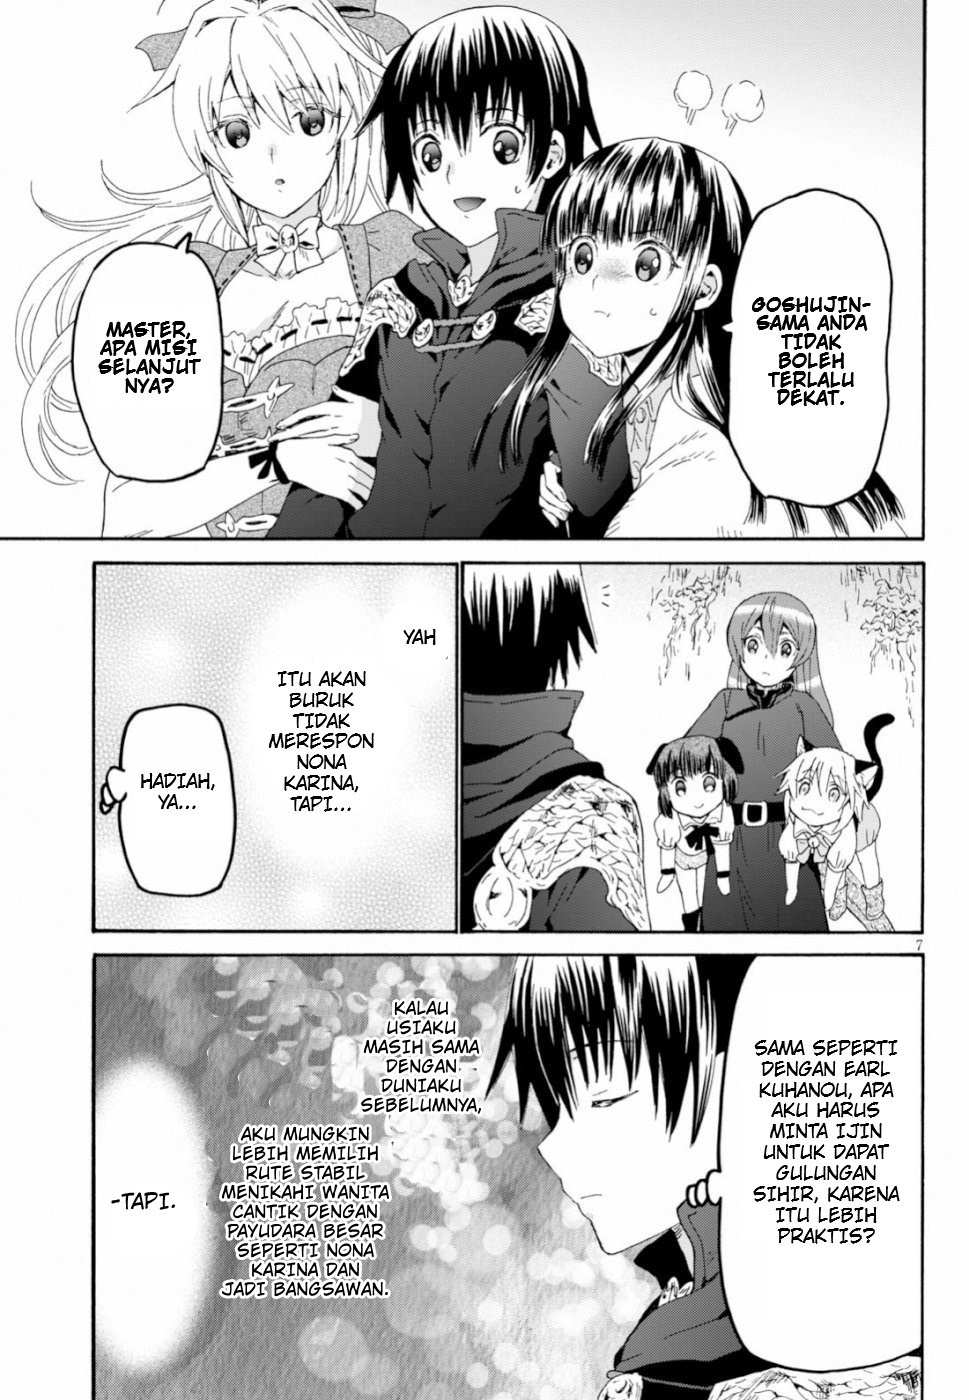 GOSHUJIN-
SAMA ANDA
TIDAK
BOLEH
TERLALU
DEKAT.
MASTER,
APA MISI
SELANJUT
NYA?
YAH
ITU AKAN
BURUK
TIDAK
MERESPON
NONA
KARINA,
TAPI...
HADIAH,
YA...
7
SAMA SEPERTI
DENGAN EARL
KUHANOU, APA
AKU HARUS
MINTA IJIN
UNTUK DAPAT
GULUNGAN
SIHIR, KARENA
ITU LEBIH
PRAKTIS?
KALAU
USIAKU
MASIH SAMA
DENGAN
DUNIAKU
SEBELUMNYA,
AKU MUNGKIN
LEBIH MEMILIH
RUTE STABIL
MENIKAHI WANITA
CANTIK DENGAN
PAYUDARA BESAR
SEPERTI NONA
KARINA DAN
JADI BANGSAWAN.
-TAPI.